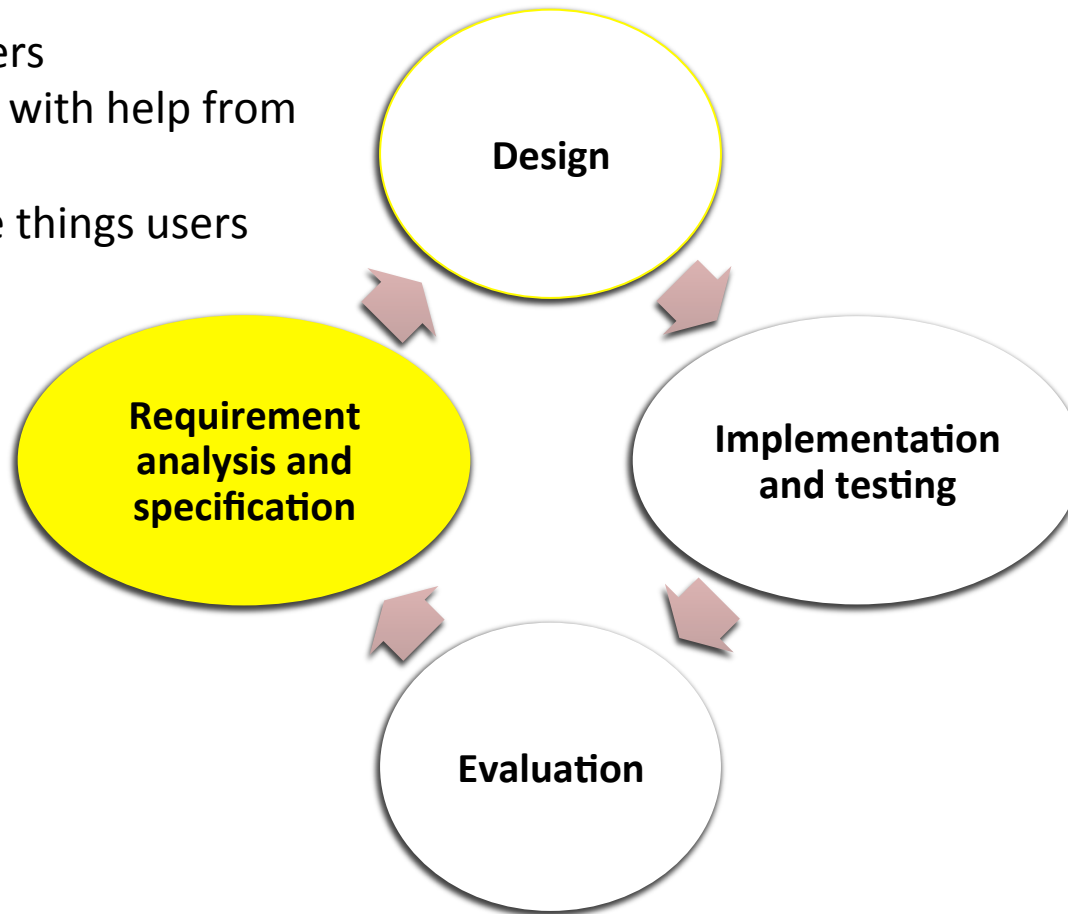 ers
with help from
e things users
Design
Requirement
analysis and
specification
Implementation
and testing
Evaluation